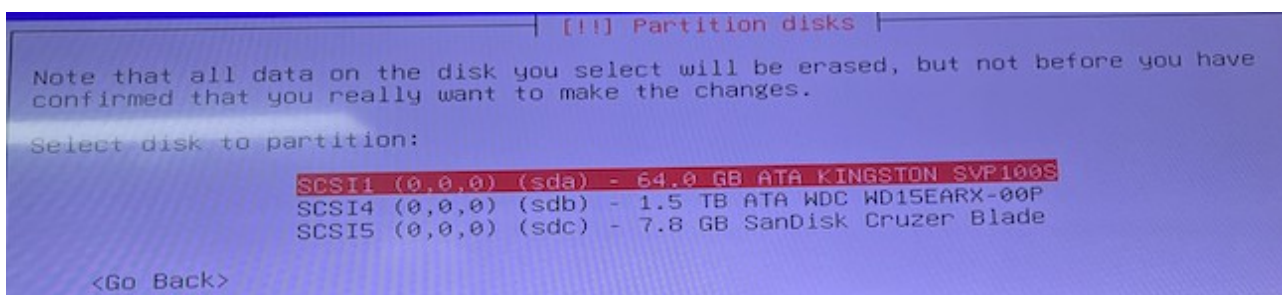 [!!] Partition disks
Note that all data on the disk you select will be erased, but not before you have
confirmed that you really want to make the changes.
Select disk to partition:
SCSI1 (0,0,0) (sda) - 64.0 GB ATA KINGSTON SVP100S
SCSI4 (0,0,0) (sdb) - 1.5 TB ATA WDC WD15EARX-00P
SCSI5 (0,0,0) (sdc) - 7.8 GB SanDisk Cruzer Blade
<Go Back>